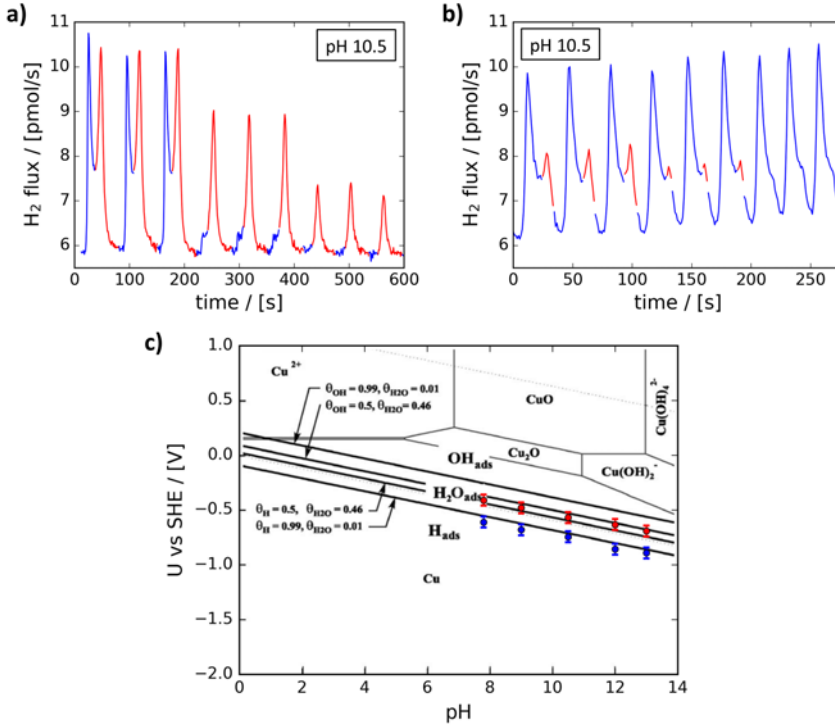 a)
pH 10.5
H₂ flux / [pmol/s]
11
10
9
8
7
6
0 100 200 300 400 500 600
time / [s]
b)
pH 10.5
H₂ flux / [pmol/s]
11
10
9
8
7
6
0 50 100 150 200 250
time / [s]
c)
U vs SHE / [V]
1.0
0.5
0.0
−0.5
−1.0
−1.5
−2.0
Cu 2+
θOH = 0.99, θH2O = 0.01
θOH = 0.5, θH2O = 0.46
CuO
Cu(OH)₄ 2-
Cu₂O
OHads
Cu(OH)₂-
H₂Oads
θH = 0.5, θH2O = 0.46
θH = 0.99, θH2O = 0.01
Hads
Cu
0 2 4 6 8 10 12 14
pH